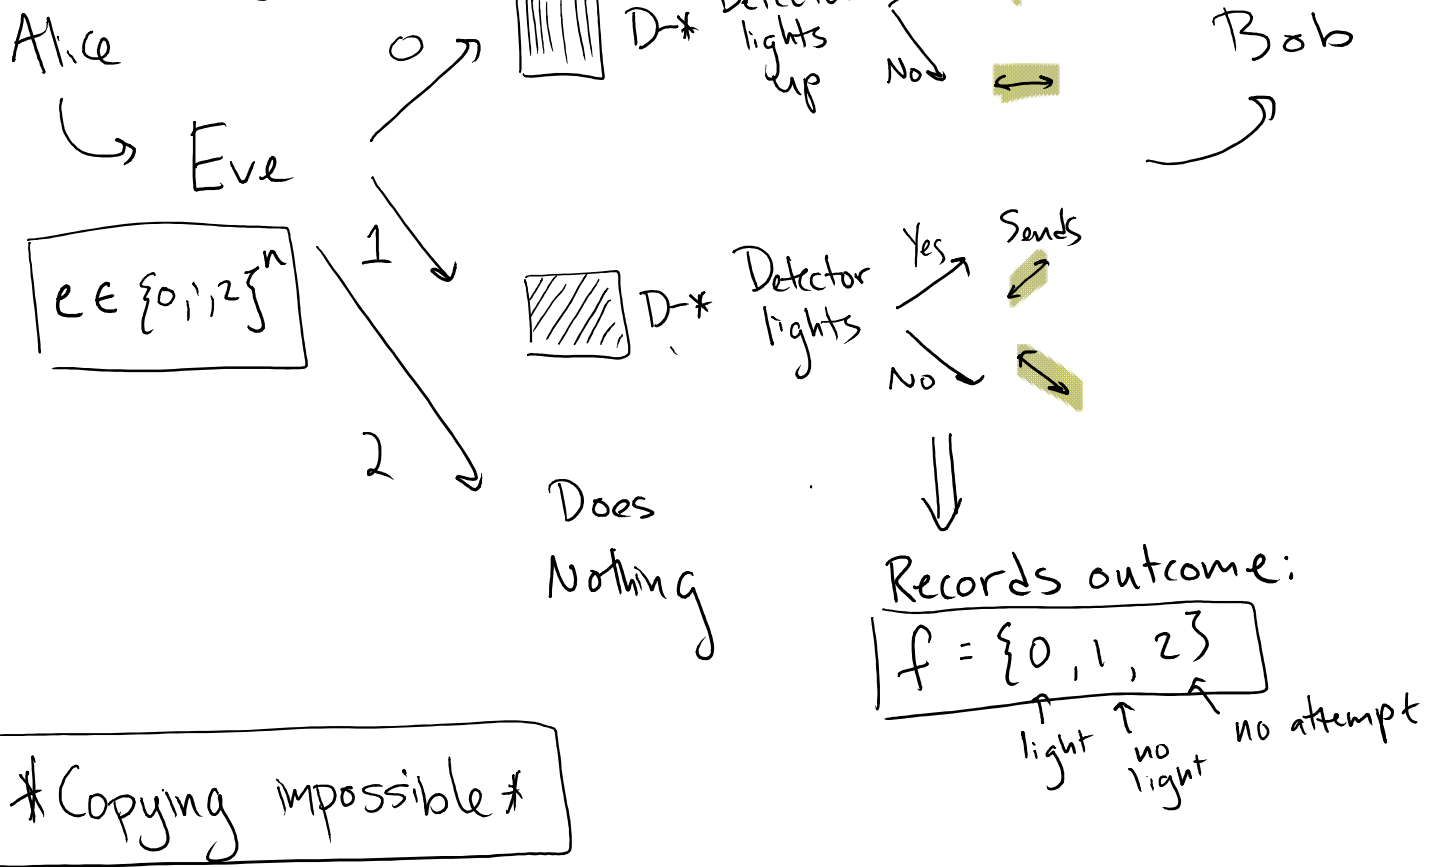 Alice
0
D-*
Detector
lights
up
No
Bob
Eve
1
e ∈ {0,1,2}^n
D-*
Detector
lights
Yes
Sends
No
2
Does
Nothing
Records outcome:
f = {0, 1, 2}
light
no
light
no attempt
*Copying impossible*